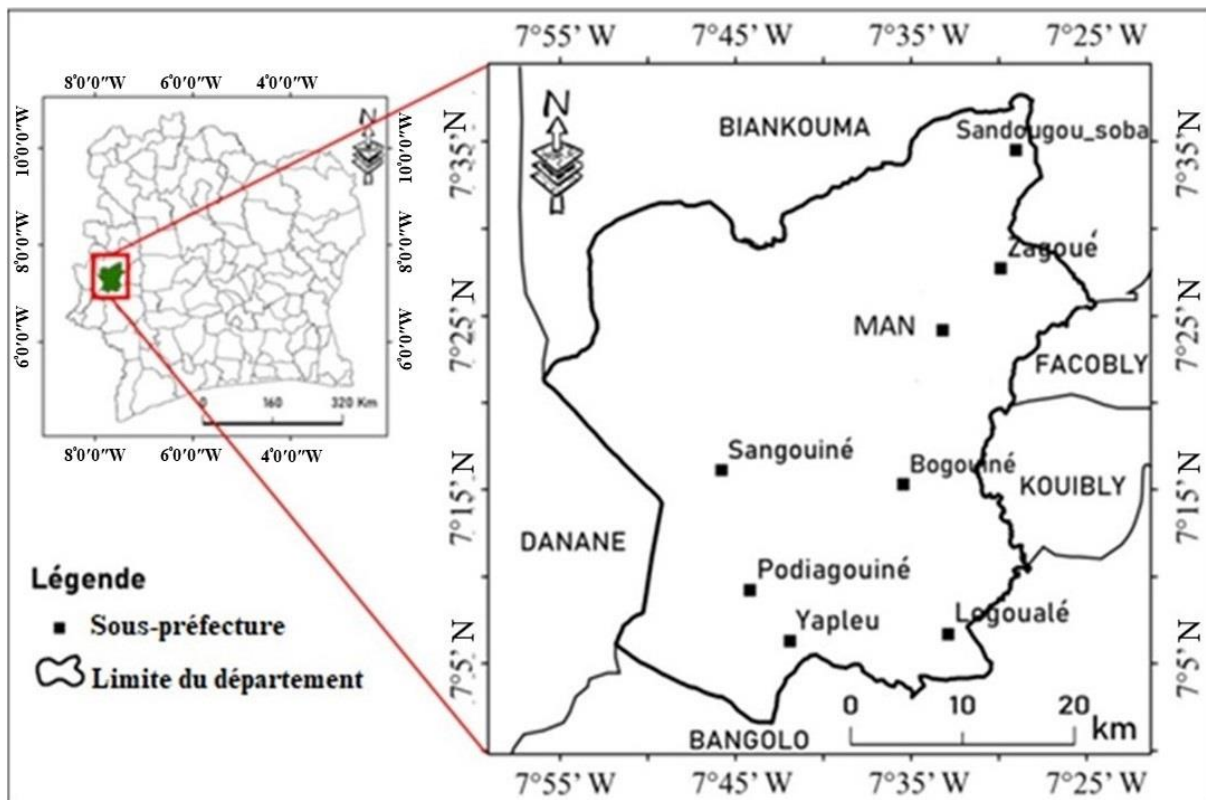 8°0'0"W 6°0'0"W 4°0'0"W
N
10°0'0"W
8°0'0"W
6°0'0"W
10°0'0"W
8°0'0"W
6°0'0"W
0 160 320 Km
8°0'0"W 6°0'0"W 4°0'0"W
Légende
Sous-préfecture
Limite du département
7°55' W 7°45' W 7°35' W 7°25' W
N
7°35' N
7°25' N
7°15' N
7°5' N
BIANKOUMA
Sandougou_soba
Zagoué
MAN
FACOBLY
Sangouiné
Bogouiné
KOUIBLY
DANANE
Podiagouiné
Yapleu
Logoualé
BANGOLO
0 10 20
km
7°35' N
7°25' N
7°15' N
7°5' N
7°55' W 7°45' W 7°35' W 7°25' W